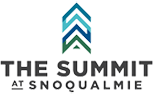 THE SUMMIT
AT SNOQUALMIE